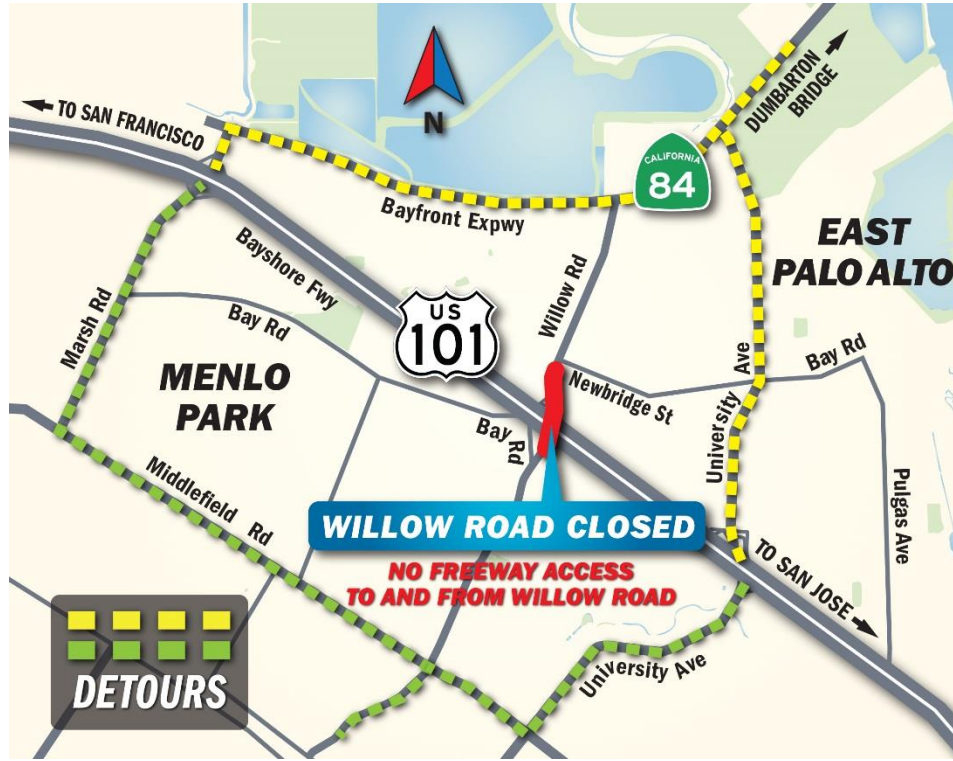 TO SAN FRANCISCO
N
DUMBARTON
BRIDGE
CALIFORNIA
84
Bayfront Expwy
EAST
PALO ALTO
Bayshore Fwy
Willow Rd
Marsh Rd
Bay Rd
US
101
MENLO
PARK
Newbridge St
Bay Rd
University Ave
Bay Rd
Middlefield Rd
Pulgas Ave
WILLOW ROAD CLOSED
NO FREEWAY ACCESS
TO AND FROM WILLOW ROAD
TO SAN JOSE
University Ave
DETOURS